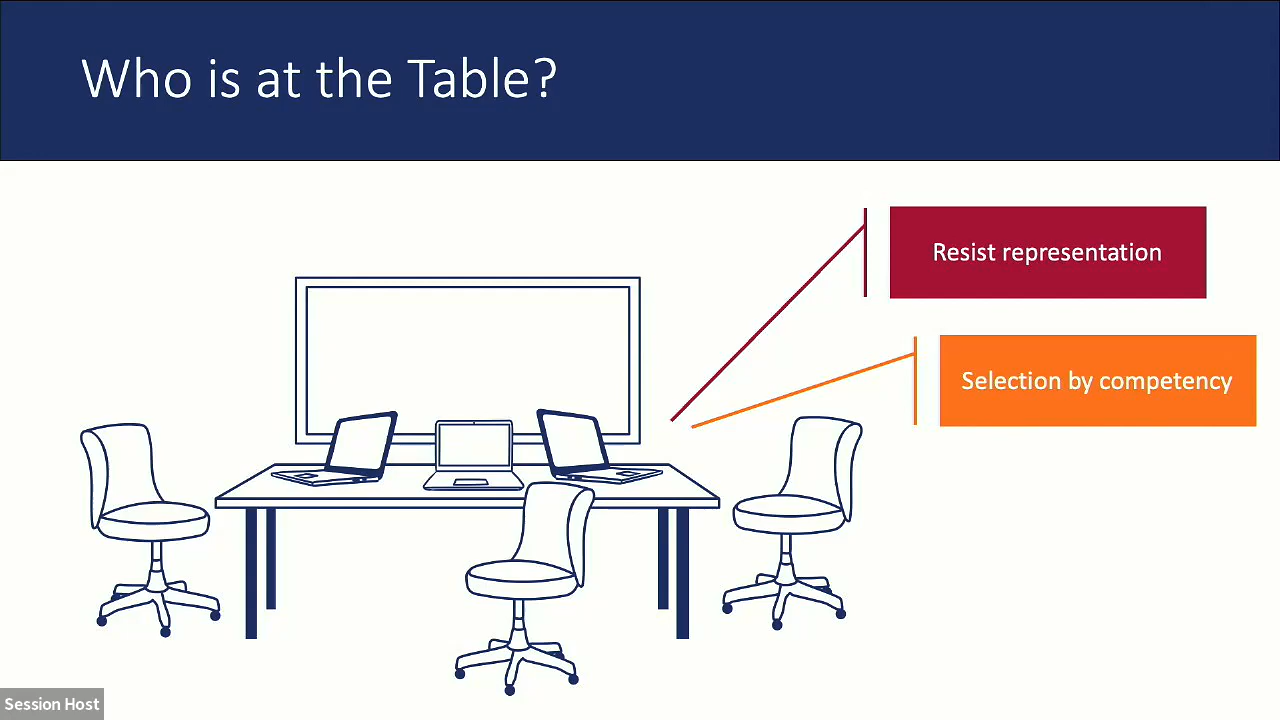 Who is at the Table?
Resist representation
Selection by competency
Session Host